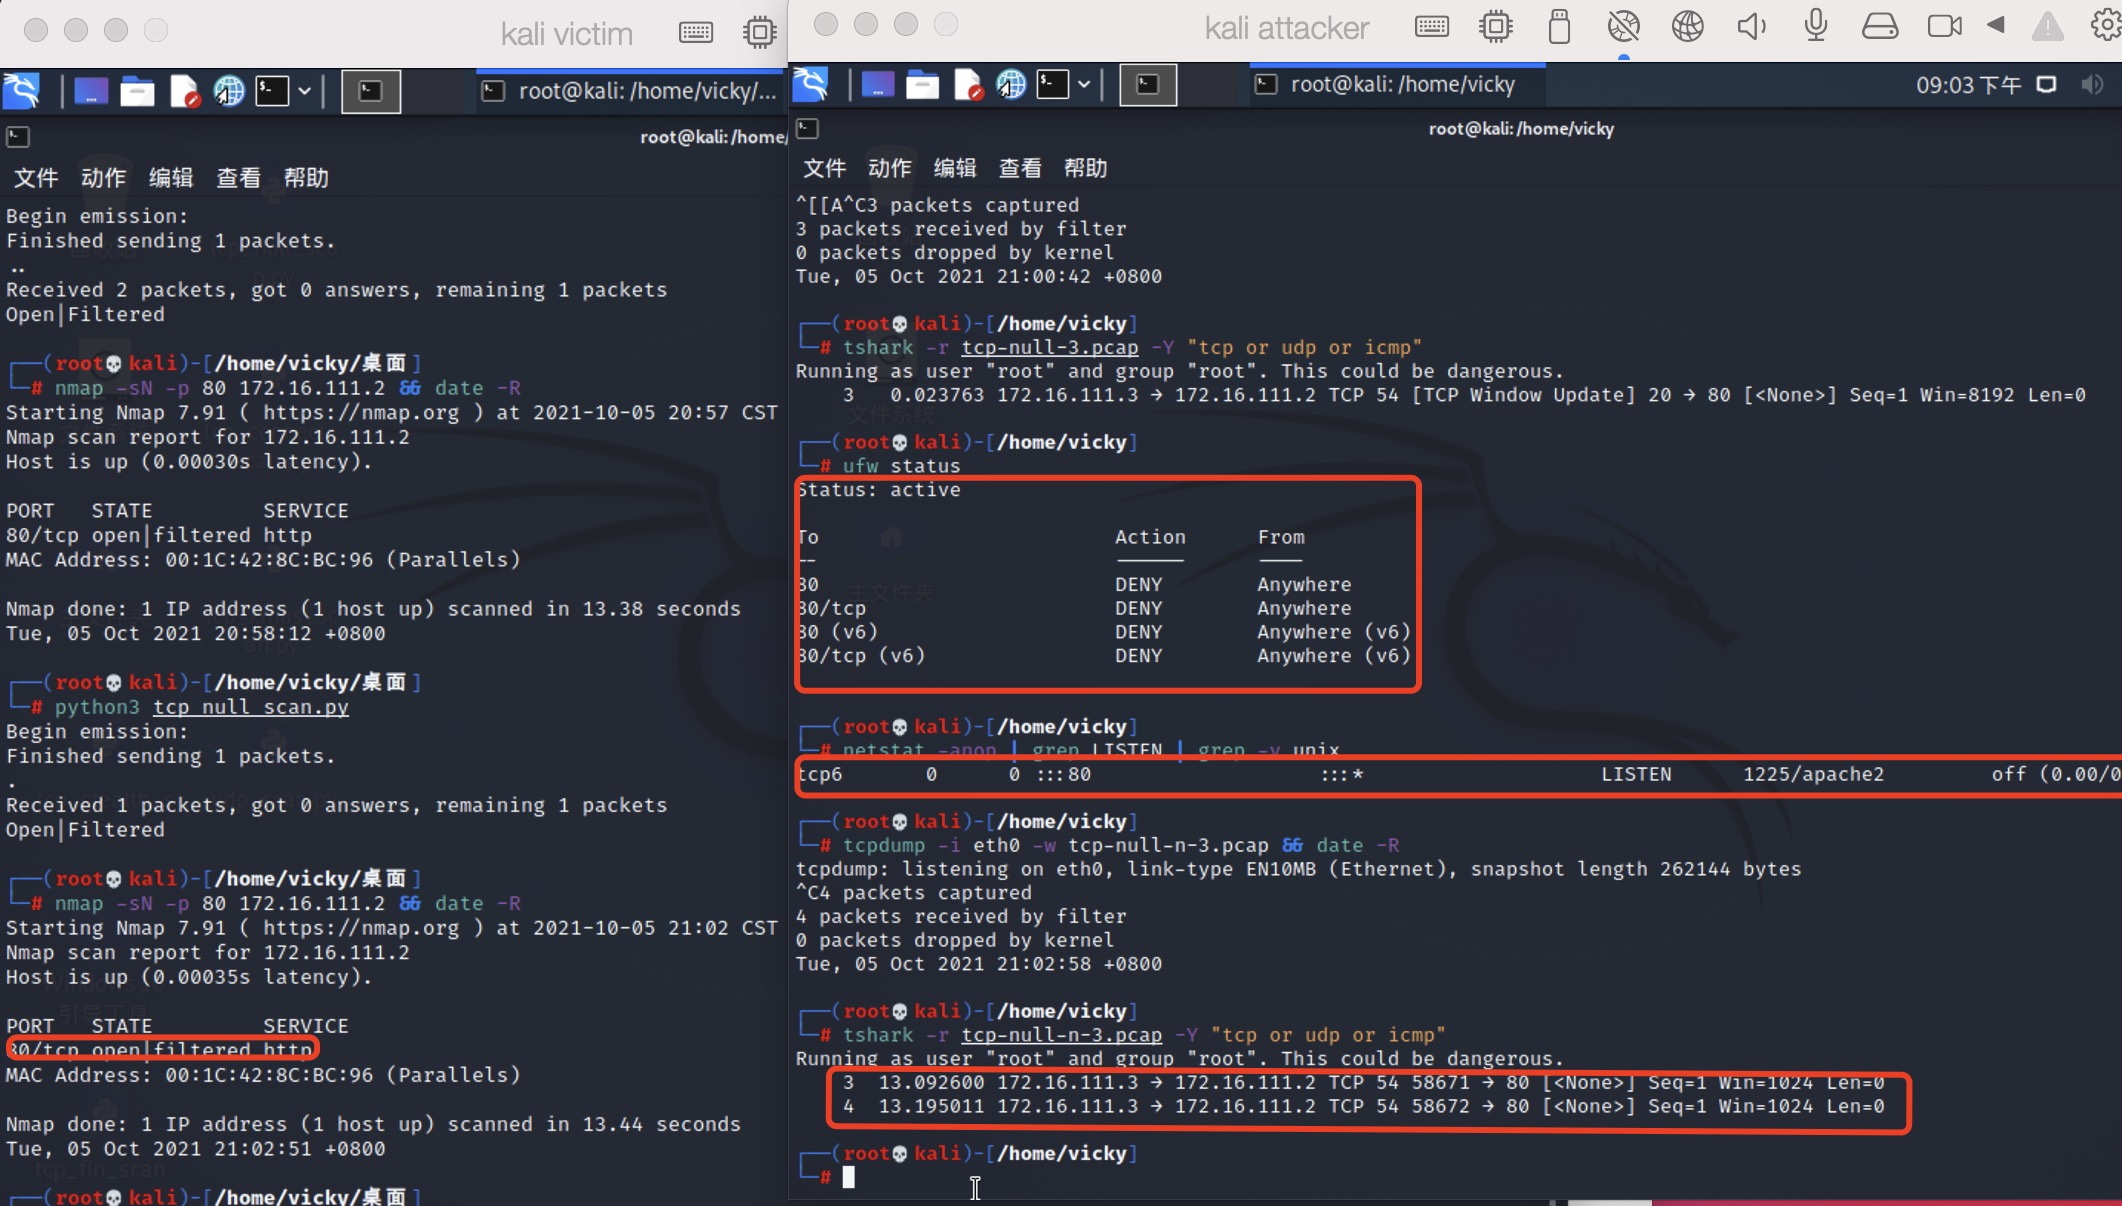 kali victim
root@kali: /home/vicky/...
root@kali: /home/
文件 动作 编辑 查看 帮助
Begin emission:
Finished sending 1 packets.
..
Received 2 packets, got 0 answers, remaining 1 packets
Open|Filtered
(root💀kali)-[/home/vicky/桌面]
# nmap -sN -p 80 172.16.111.2 && date -R
Starting Nmap 7.91 ( https://nmap.org ) at 2021-10-05 20:57 CST
Nmap scan report for 172.16.111.2
Host is up (0.00030s latency).
PORT STATE SERVICE
80/tcp open|filtered http
MAC Address: 00:1C:42:8C:BC:96 (Parallels)
Nmap done: 1 IP address (1 host up) scanned in 13.38 seconds
Tue, 05 Oct 2021 20:58:12 +0800
(root💀kali)-[/home/vicky/桌面]
# python3 tcp_null_scan.py
Begin emission:
Finished sending 1 packets.
.
Received 1 packets, got 0 answers, remaining 1 packets
Open|Filtered
(root💀kali)-[/home/vicky/桌面]
# nmap -sN -p 80 172.16.111.2 && date -R
Starting Nmap 7.91 ( https://nmap.org ) at 2021-10-05 21:02 CST
Nmap scan report for 172.16.111.2
Host is up (0.00035s latency).
PORT STATE SERVICE
80/tcp open|filtered http
MAC Address: 00:1C:42:8C:BC:96 (Parallels)
Nmap done: 1 IP address (1 host up) scanned in 13.44 seconds
Tue, 05 Oct 2021 21:02:51 +0800
(root💀kali)-[/home/vicky/桌面]
kali attacker
root@kali: /home/vicky
09:03 下午
root@kali: /home/vicky
文件 动作 编辑 查看 帮助
^[[A^C3 packets captured
3 packets received by filter
0 packets dropped by kernel
Tue, 05 Oct 2021 21:00:42 +0800
(root💀kali)-[/home/vicky]
# tshark -r tcp-null-3.pcap -Y "tcp or udp or icmp"
Running as user "root" and group "root". This could be dangerous.
3 0.023763 172.16.111.3 → 172.16.111.2 TCP 54 [TCP Window Update] 20 → 80 [<None>] Seq=1 Win=8192 Len=0
(root💀kali)-[/home/vicky]
# ufw status
Status: active
To Action From
-- ------ ----
80 DENY Anywhere
80/tcp DENY Anywhere
80 (v6) DENY Anywhere (v6)
80/tcp (v6) DENY Anywhere (v6)
(root💀kali)-[/home/vicky]
# netstat -anop | grep LISTEN | grep -v unix
tcp6 0 0 :::80 :::* LISTEN 1225/apache2 off (0.00/0
(root💀kali)-[/home/vicky]
# tcpdump -i eth0 -w tcp-null-n-3.pcap && date -R
tcpdump: listening on eth0, link-type EN10MB (Ethernet), snapshot length 262144 bytes
^C4 packets captured
4 packets received by filter
0 packets dropped by kernel
Tue, 05 Oct 2021 21:02:58 +0800
(root💀kali)-[/home/vicky]
# tshark -r tcp-null-n-3.pcap -Y "tcp or udp or icmp"
Running as user "root" and group "root". This could be dangerous.
3 13.092600 172.16.111.3 → 172.16.111.2 TCP 54 58671 → 80 [<None>] Seq=1 Win=1024 Len=0
4 13.195011 172.16.111.3 → 172.16.111.2 TCP 54 58672 → 80 [<None>] Seq=1 Win=1024 Len=0
(root💀kali)-[/home/vicky]
#